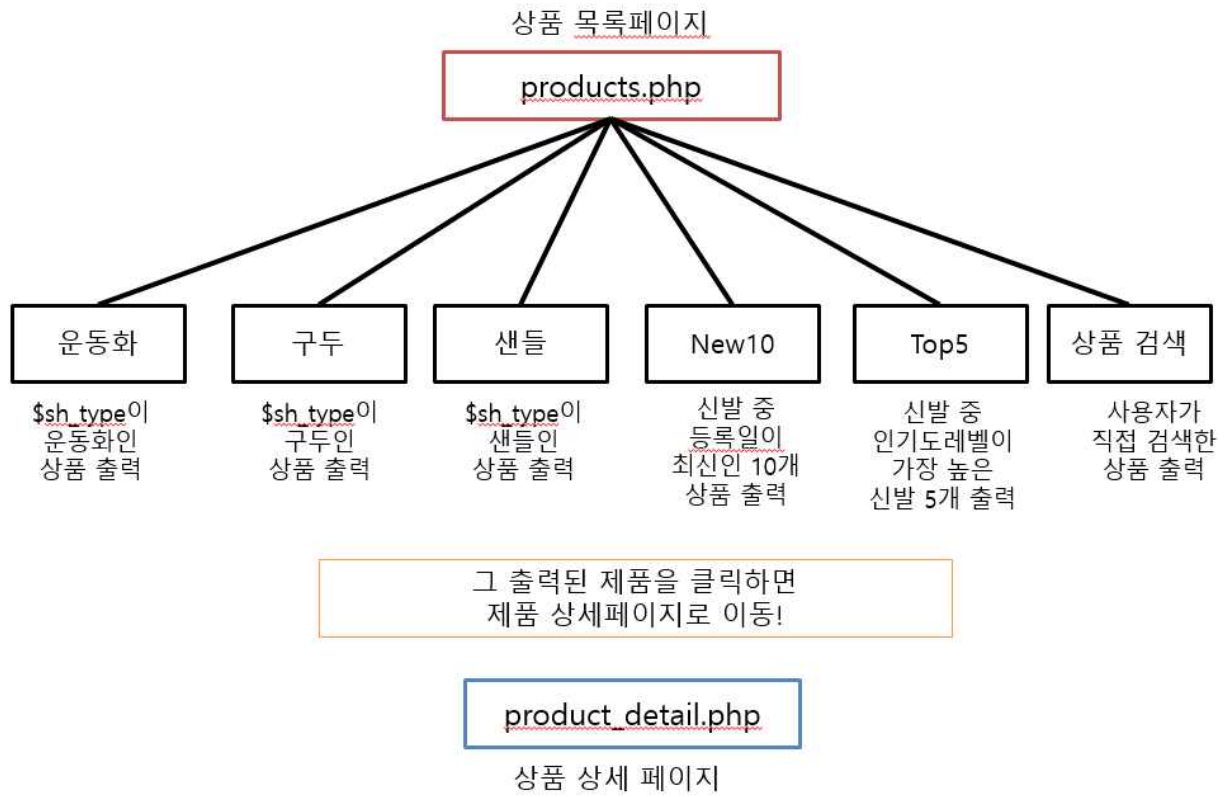 상품 목록페이지
products.php
운동화
구두
샌들
New10
Top5
상품 검색
$sh_type이
운동화인
상품 출력
$sh_type이
구두인
상품 출력
$sh_type이
샌들인
상품 출력
신발 중
등록일이
최신인 10개
상품 출력
신발 중
인기도레벨이
가장 높은
신발 5개 출력
사용자가
직접 검색한
상품 출력
그 출력된 제품을 클릭하면
제품 상세페이지로 이동!
product_detail.php
상품 상세 페이지